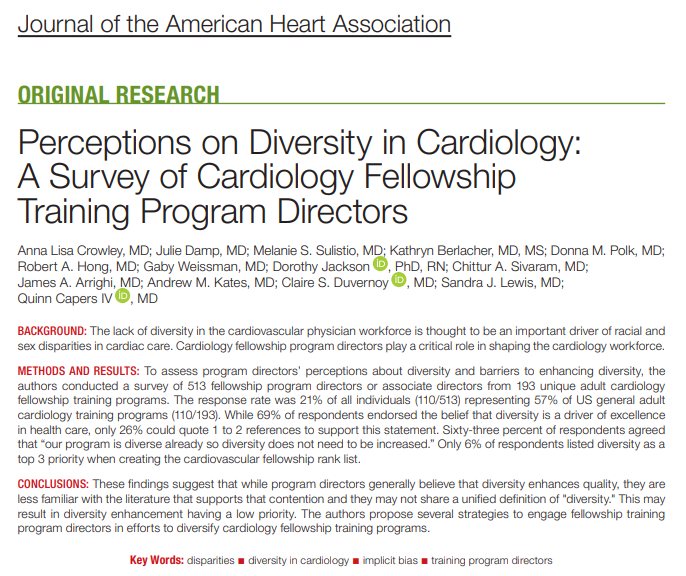 Journal of the American Heart Association
ORIGINAL RESEARCH
Perceptions on Diversity in Cardiology:
A Survey of Cardiology Fellowship
Training Program Directors
Anna Lisa Crowley, MD; Julie Damp, MD; Melanie S. Sulistio, MD; Kathryn Berlacher, MD, MS; Donna M. Polk, MD;
Robert A. Hong, MD; Gaby Weissman, MD; Dorothy Jackson iD, PhD, RN; Chittur A. Sivaram, MD;
James A. Arrighi, MD; Andrew M. Kates, MD; Claire S. Duvernoy iD, MD; Sandra J. Lewis, MD;
Quinn Capers IV iD, MD
BACKGROUND: The lack of diversity in the cardiovascular physician workforce is thought to be an important driver of racial and
sex disparities in cardiac care. Cardiology fellowship program directors play a critical role in shaping the cardiology workforce.
METHODS AND RESULTS: To assess program directors' perceptions about diversity and barriers to enhancing diversity, the
authors conducted a survey of 513 fellowship program directors or associate directors from 193 unique adult cardiology
fellowship training programs. The response rate was 21% of all individuals (110/513) representing 57% of US general adult
cardiology training programs (110/193). While 69% of respondents endorsed the belief that diversity is a driver of excellence
in health care, only 26% could quote 1 to 2 references to support this statement. Sixty-three percent of respondents agreed
that “our program is diverse already so diversity does not need to be increased.” Only 6% of respondents listed diversity as a
top 3 priority when creating the cardiovascular fellowship rank list.
CONCLUSIONS: These findings suggest that while program directors generally believe that diversity enhances quality, they are
less familiar with the literature that supports that contention and they may not share a unified definition of "diversity." This may
result in diversity enhancement having a low priority. The authors propose several strategies to engage fellowship training
program directors in efforts to diversify cardiology fellowship training programs.
Key Words: disparities ■ diversity in cardiology ■ implicit bias ■ training program directors